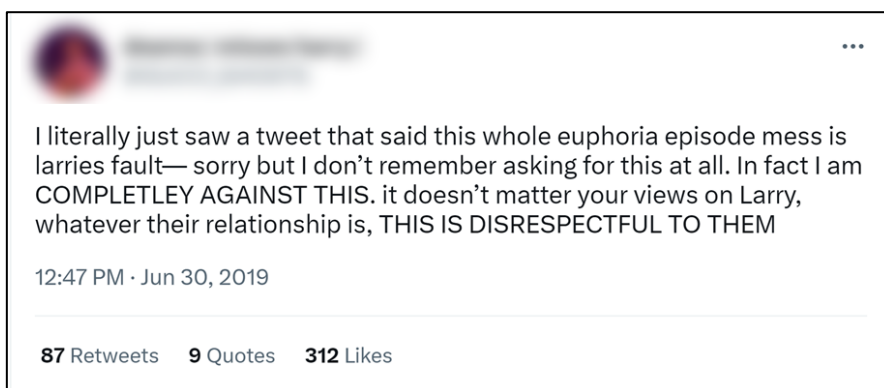 I literally just saw a tweet that said this whole euphoria episode mess is
larries fault— sorry but I don’t remember asking for this at all. In fact I am
COMPLETLEY AGAINST THIS. it doesn’t matter your views on Larry,
whatever their relationship is, THIS IS DISRESPECTFUL TO THEM
12:47 PM · Jun 30, 2019
87 Retweets 9 Quotes 312 Likes